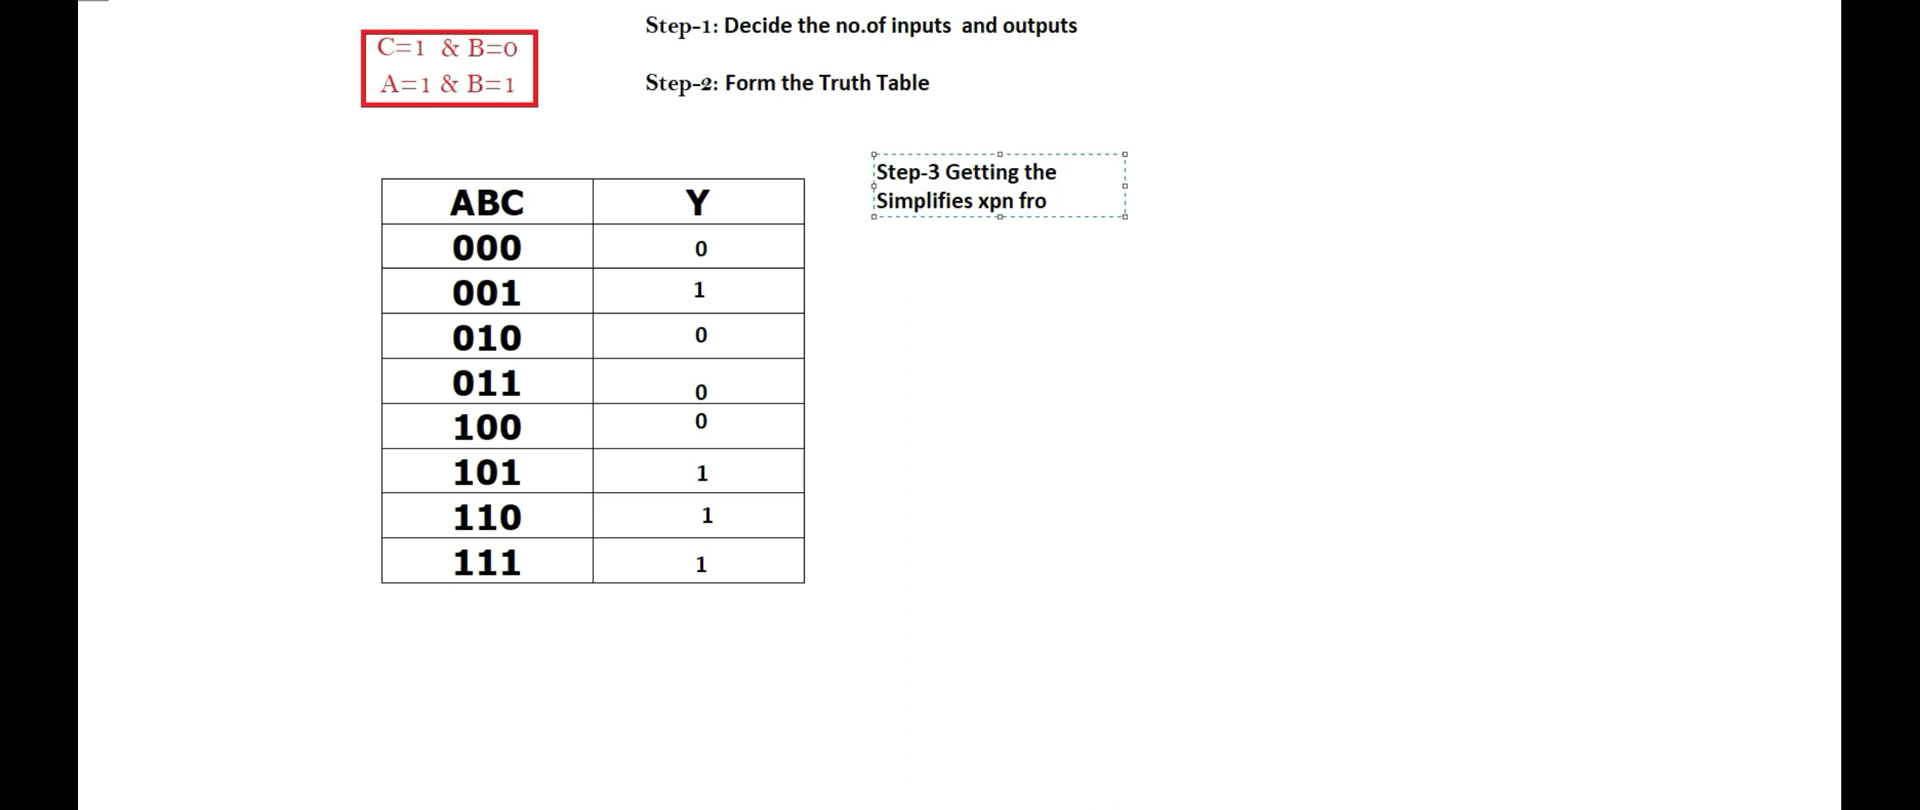 C=1 & B=0
A=1 & B=1
Step-1: Decide the no.of inputs and outputs
Step-2: Form the Truth Table
Step-3 Getting the
Simplifies xpn fro
ABC Y
000 0
001 1
010 0
011 0
100 0
101 1
110 1
111 1